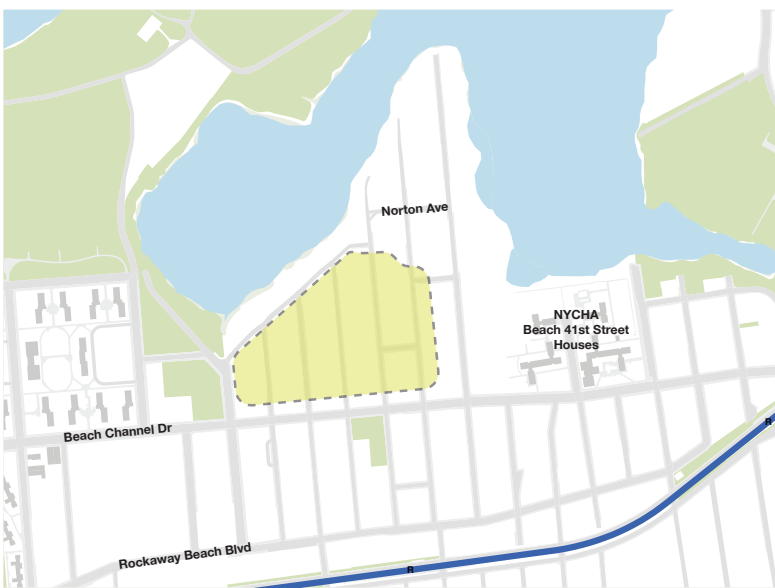 Norton Ave
NYCHA
Beach 41st Street
Houses
R
Beach Channel Dr
Rockaway Beach Blvd
R